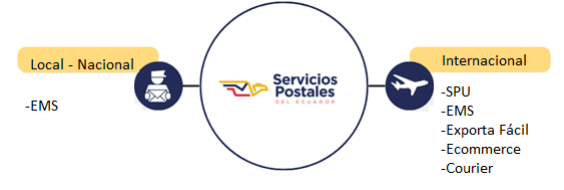 Local - Nacional
-EMS
Servicios
Postales
DEL ECUADOR
Internacional
-SPU
-EMS
-Exporta Fácil
-Ecommerce
-Courier